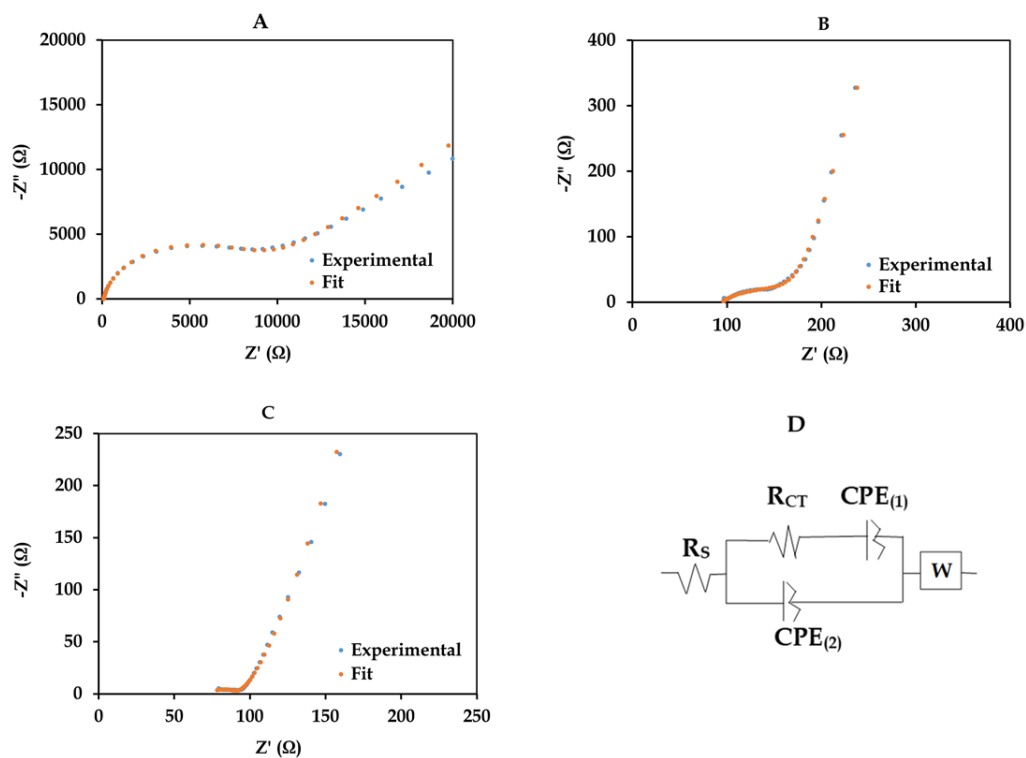 A
20000
15000
10000
5000
0
-Z" (Ω)
0 5000 10000 15000 20000
Z' (Ω)
Experimental
Fit
B
400
300
200
100
0
-Z" (Ω)
0 100 200 300 400
Z' (Ω)
Experimental
Fit
C
250
200
150
100
50
0
-Z" (Ω)
0 50 100 150 200 250
Z' (Ω)
Experimental
Fit
D
RCT CPE(1)
RS
W
CPE(2)